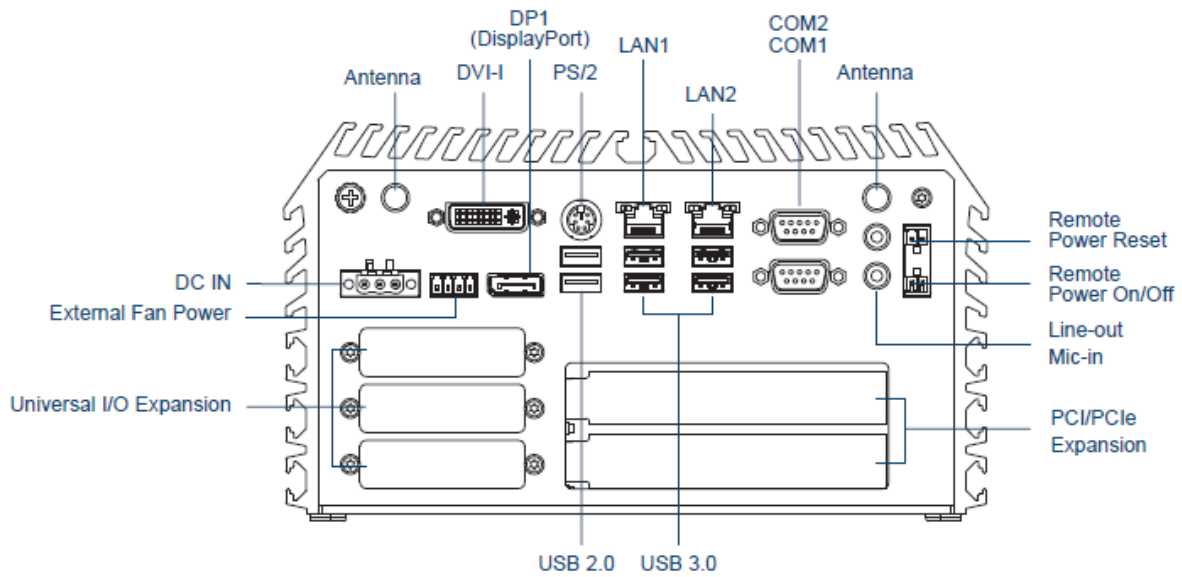 DP1
(DisplayPort)
COM2
COM1
LAN1
Antenna
DVI-I
PS/2
Antenna
LAN2
Remote
Power Reset
DC IN
Remote
Power On/Off
External Fan Power
Line-out
Mic-in
Universal I/O Expansion
PCI/PCIe
Expansion
USB 2.0
USB 3.0